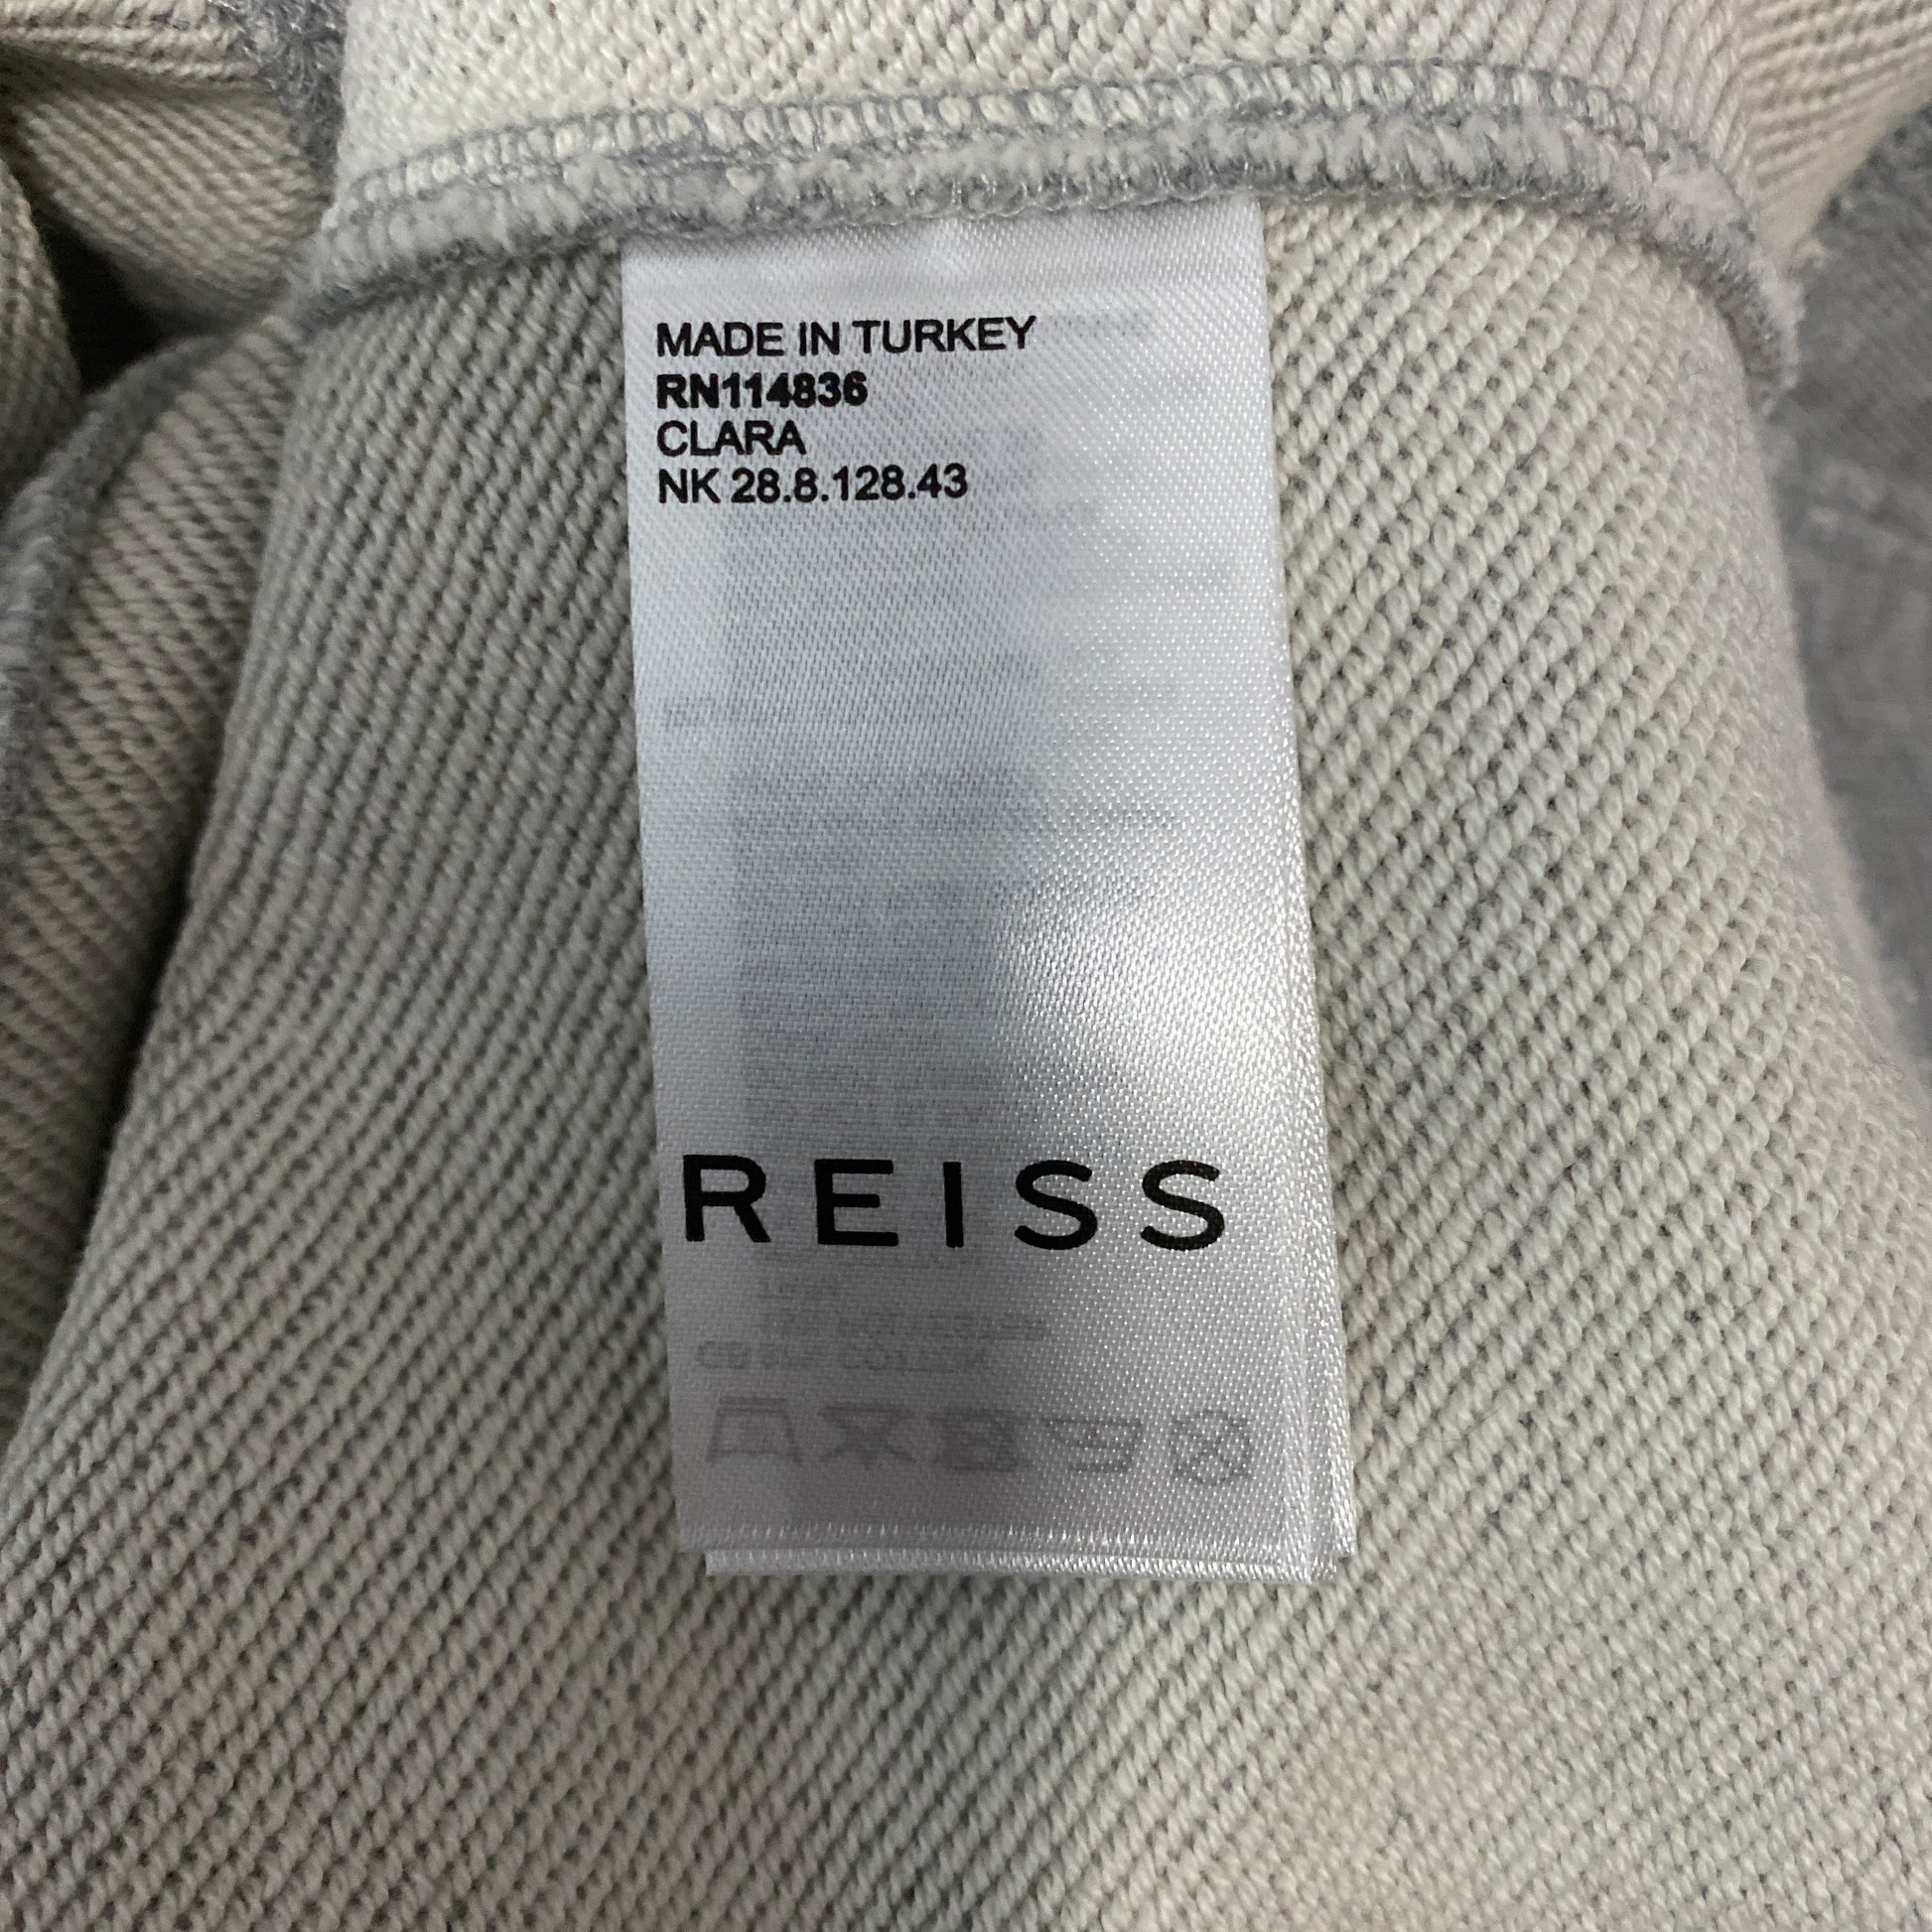 MADE IN TURKEY
RN114836
CLARA
NK 28.8.128.43
REISS